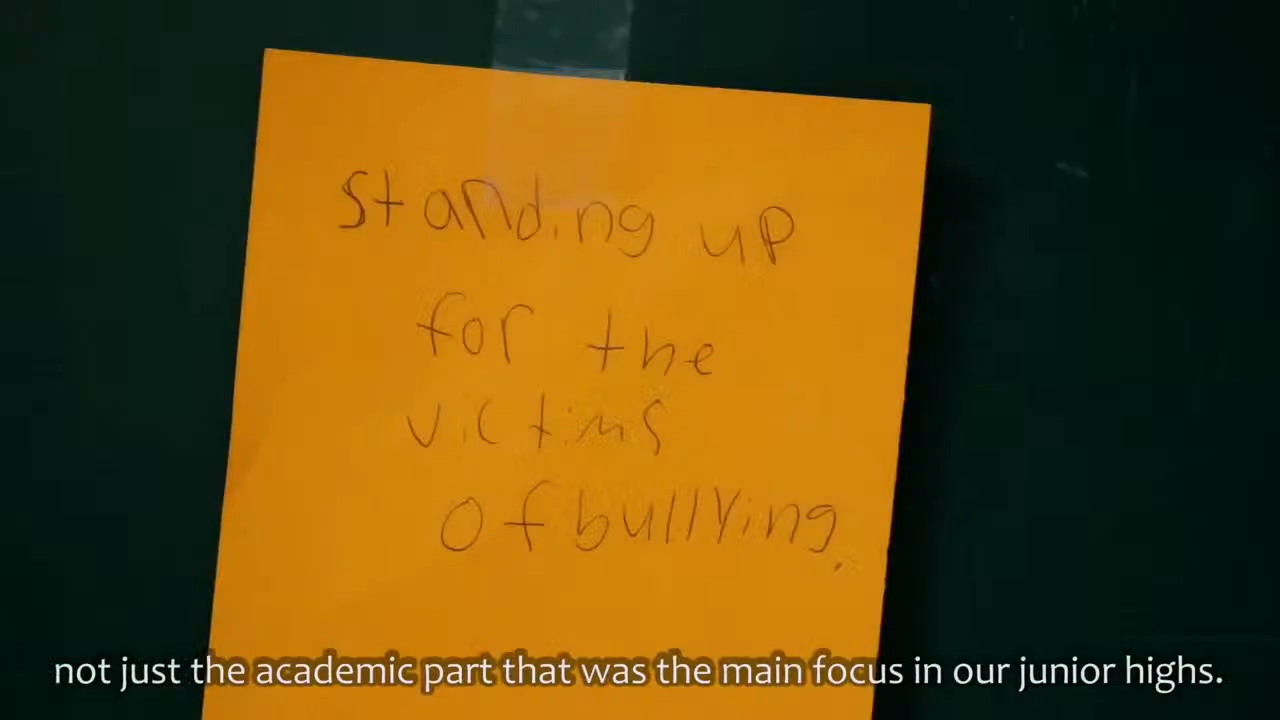 standing up
for the
victims
of bullying.
not just the academic part that was the main focus in our junior highs.